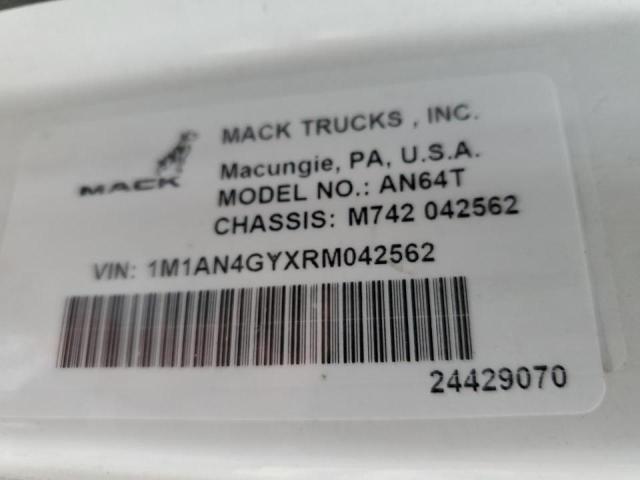 MACK
MACK TRUCKS , INC.
Macungie, PA, U.S.A.
MODEL NO.: AN64T
CHASSIS: M742 042562
VIN: 1M1AN4GYXRM042562
24429070